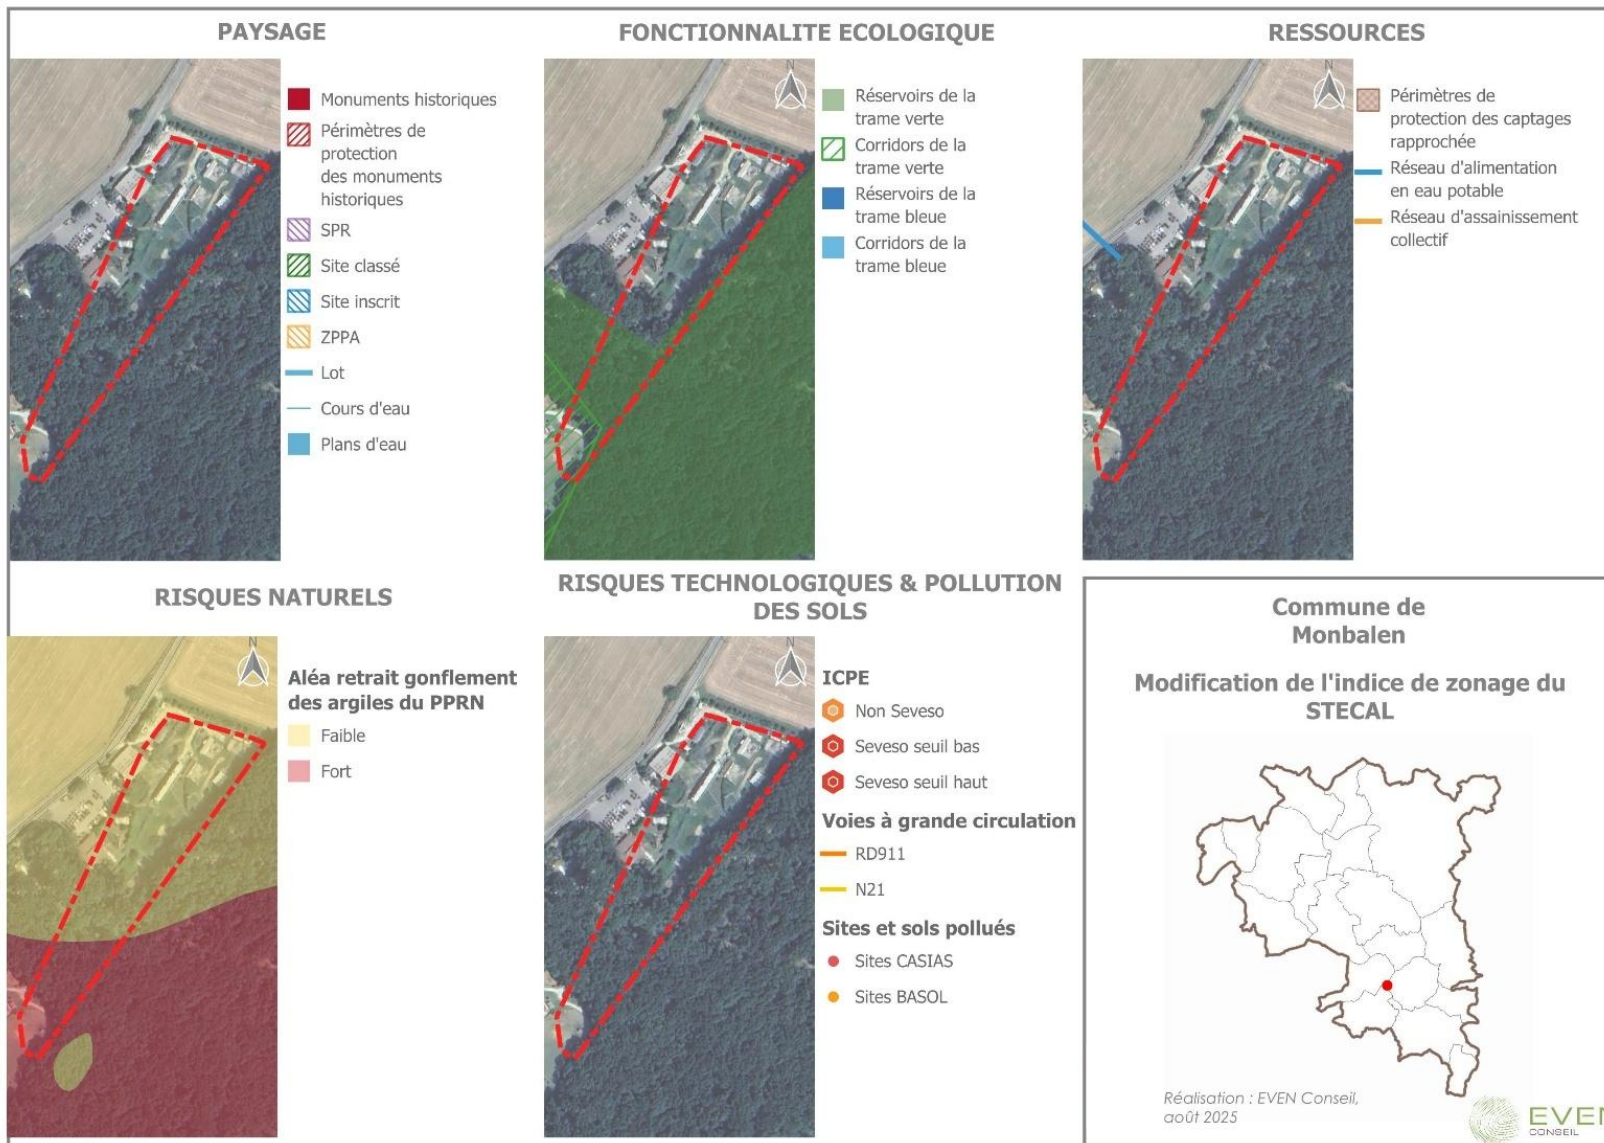 PAYSAGE
N
Monuments historiques
Périmètres de
protection
des monuments
historiques
SPR
Site classé
Site inscrit
ZPPA
Lot
Cours d'eau
Plans d'eau
FONCTIONNALITE ECOLOGIQUE
N
Réservoirs de la
trame verte
Corridors de la
trame verte
Réservoirs de la
trame bleue
Corridors de la
trame bleue
RESSOURCES
N
Périmètres de
protection des captages
rapprochée
Réseau d'alimentation
en eau potable
Réseau d'assainissement
collectif
RISQUES NATURELS
N
Aléa retrait gonflement
des argiles du PPRN
Faible
Fort
RISQUES TECHNOLOGIQUES & POLLUTION
DES SOLS
N
ICPE
Non Seveso
Seveso seuil bas
Seveso seuil haut
Voies à grande circulation
RD911
N21
Sites et sols pollués
Sites CASIAS
Sites BASOL
Commune de
Monbalen
Modification de l'indice de zonage du
STECAL
Réalisation : EVEN Conseil,
août 2025
EVEN
CONSEIL